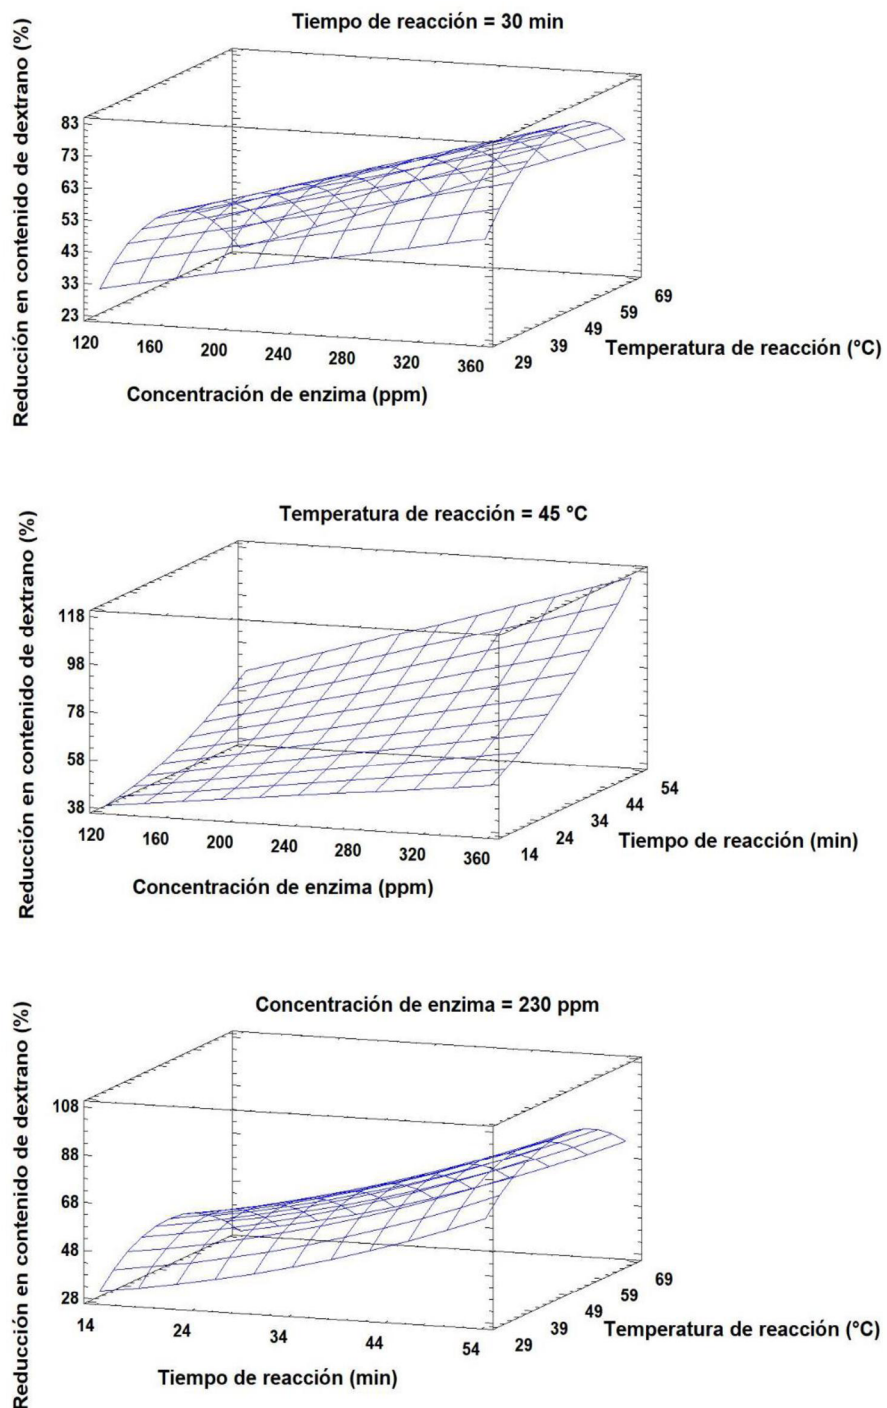 Tiempo de reacción = 30 min
Reducción en contenido de dextrano (%)
83
73
63
53
43
33
23
120 160 200 240 280 320 360
29 39 49 59 69
Temperatura de reacción (°C)
Concentración de enzima (ppm)
Temperatura de reacción = 45 °C
Reducción en contenido de dextrano (%)
118
98
78
58
38
120 160 200 240 280 320 360
14 24 34 44 54
Tiempo de reacción (min)
Concentración de enzima (ppm)
Concentración de enzima = 230 ppm
Reducción en contenido de dextrano (%)
108
88
68
48
28
14 24 34 44 54
29 39 49 59 69
Temperatura de reacción (°C)
Tiempo de reacción (min)